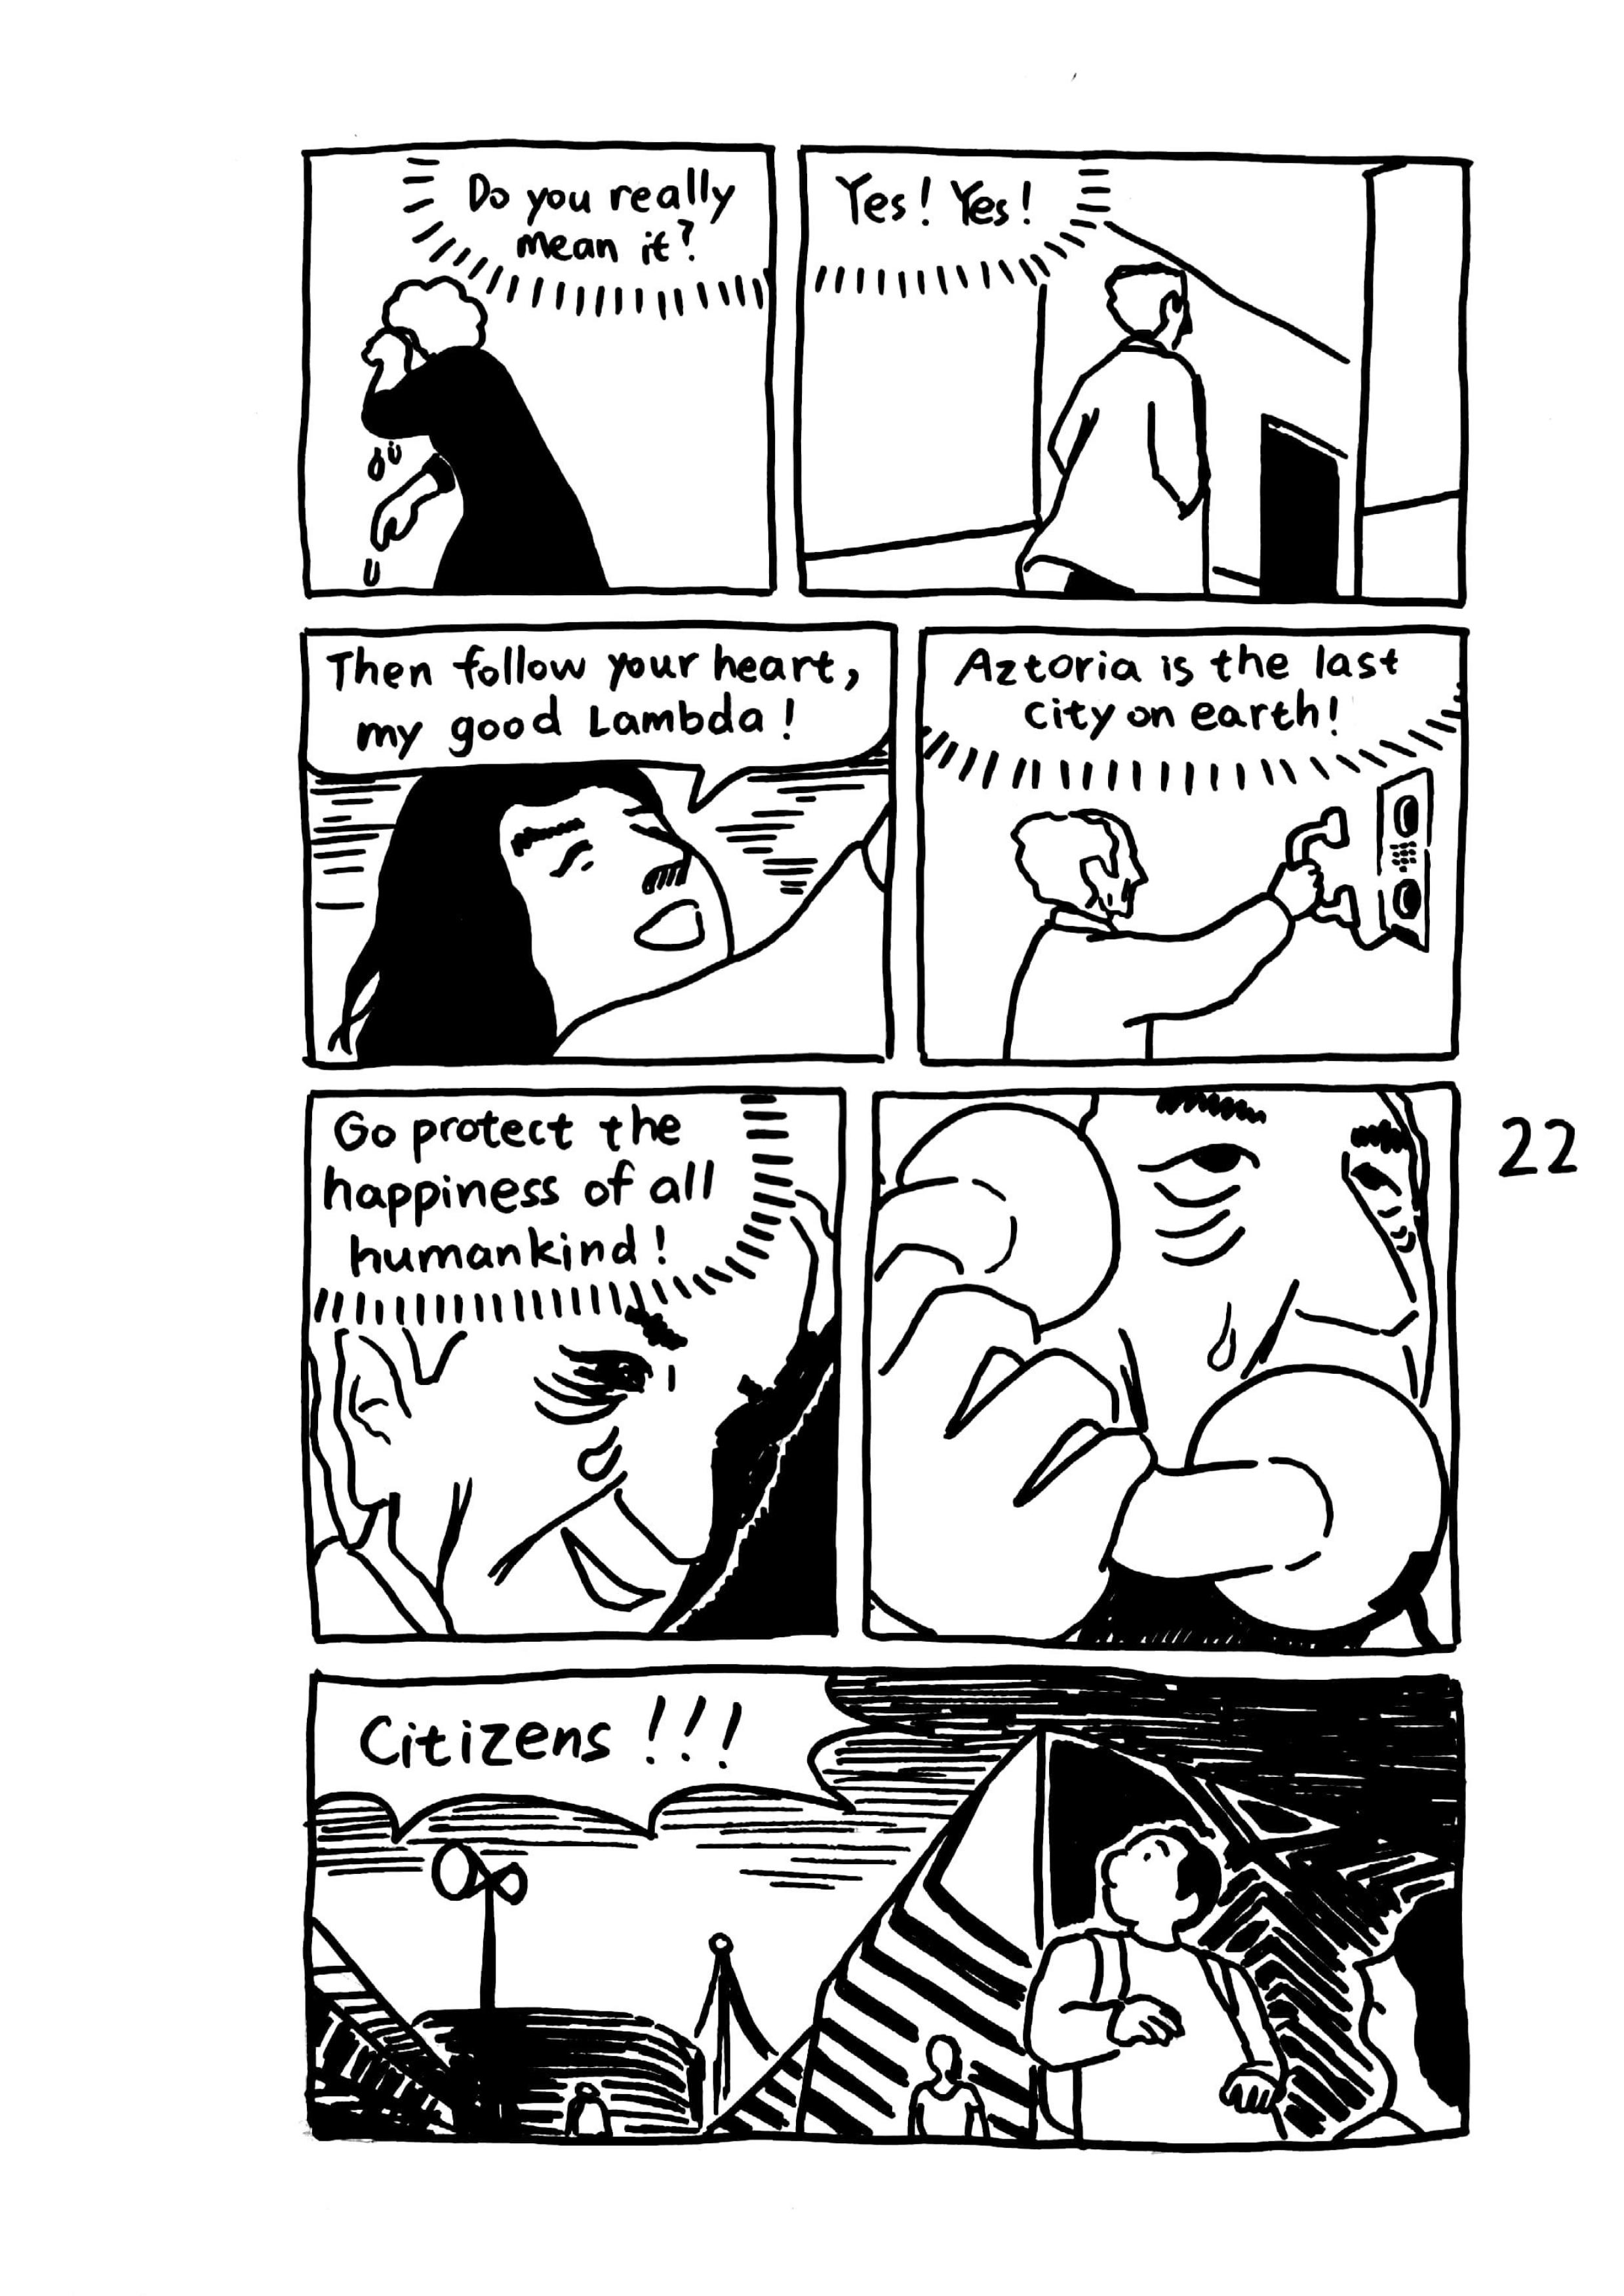 Do you really
mean it?
Yes! Yes!
Then follow your heart,
my good Lambda!
Aztoria is the last
city on earth!
Go protect the
happiness of all
humankind!
22
Citizens!!!